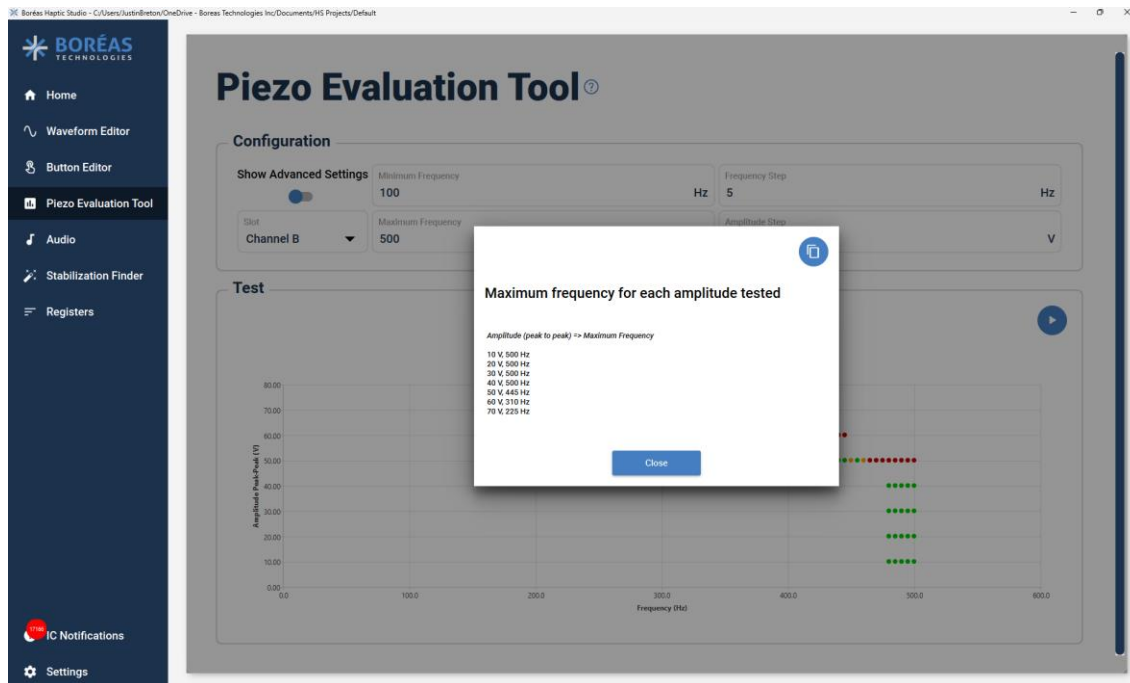 Boréas Haptic Studio - C:/Users/JustinBreton/OneDrive - Boreas Technologies Inc/Documents/HS Projects/Default
BORÉAS
TECHNOLOGIES
Home
Waveform Editor
Button Editor
Piezo Evaluation Tool
Audio
Stabilization Finder
Registers
IC Notifications
Settings
Piezo Evaluation Tool
Configuration
Show Advanced Settings
Minimum Frequency
100 Hz
Frequency Step
5 Hz
Slot
Channel B
Maximum Frequency
500
Amplitude Step
V
Test
Maximum frequency for each amplitude tested
Amplitude (peak to peak) => Maximum Frequency
10 V, 500 Hz
20 V, 500 Hz
30 V, 500 Hz
40 V, 500 Hz
50 V, 445 Hz
60 V, 310 Hz
70 V, 225 Hz
Close
Amplitude Peak-Peak (V)
80.00
70.00
60.00
50.00
40.00
30.00
20.00
10.00
0.00
0.0 100.0 200.0 300.0 400.0 500.0 600.0
Frequency (Hz)